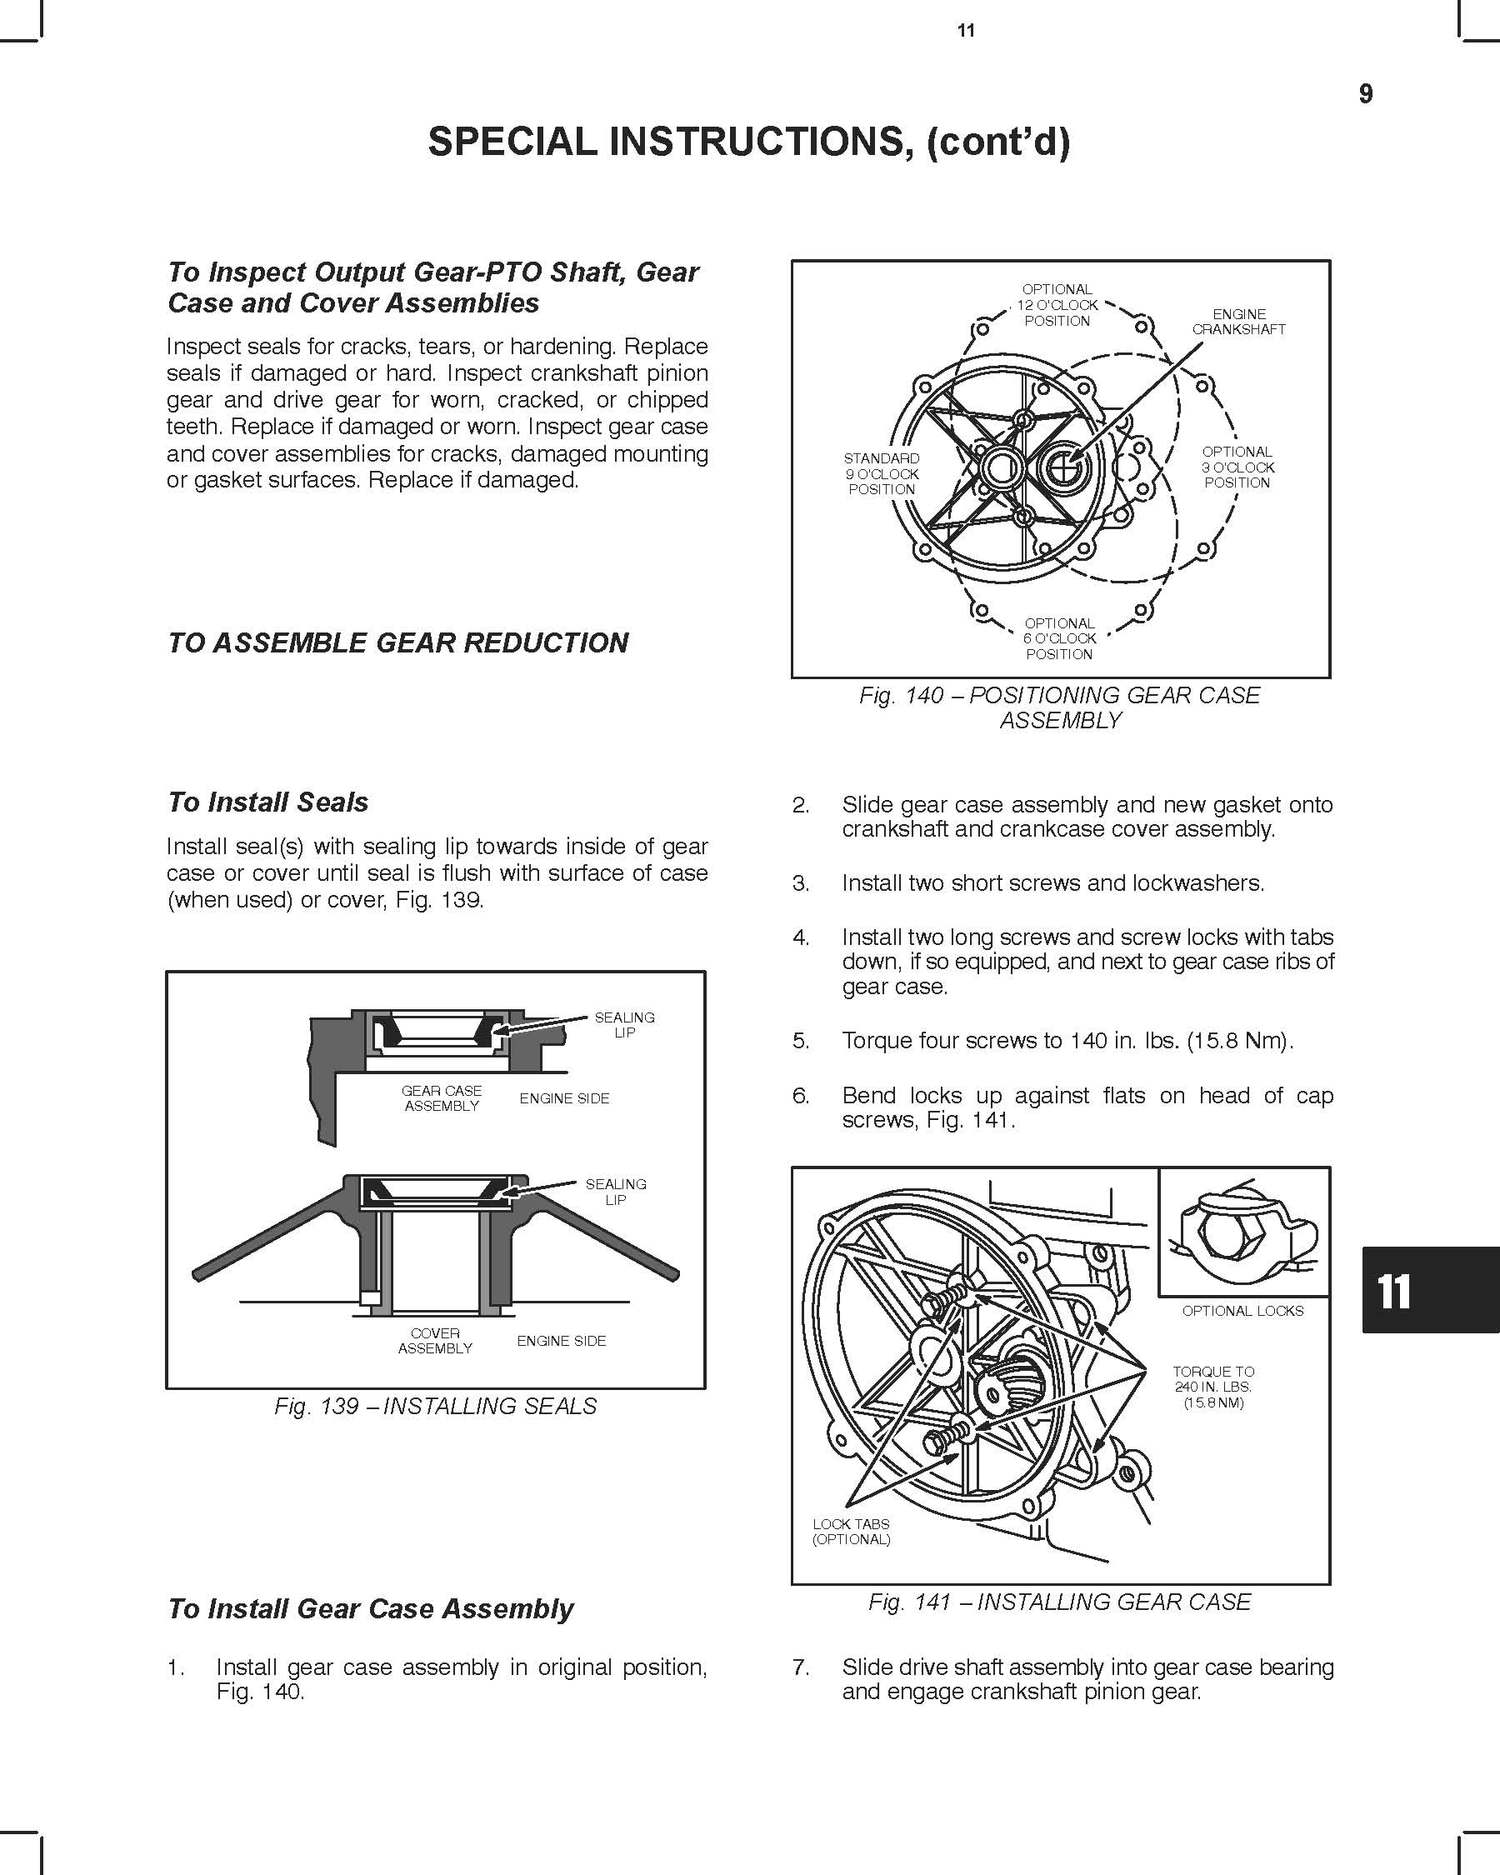 11
9
SPECIAL INSTRUCTIONS, (cont’d)
To Inspect Output Gear-PTO Shaft, Gear
Case and Cover Assemblies
Inspect seals for cracks, tears, or hardening. Replace
seals if damaged or hard. Inspect crankshaft pinion
gear and drive gear for worn, cracked, or chipped
teeth. Replace if damaged or worn. Inspect gear case
and cover assemblies for cracks, damaged mounting
or gasket surfaces. Replace if damaged.
TO ASSEMBLE GEAR REDUCTION
To Install Seals
Install seal(s) with sealing lip towards inside of gear
case or cover until seal is flush with surface of case
(when used) or cover, Fig. 139.
SEALING
LIP
GEAR CASE
ASSEMBLY
ENGINE SIDE
SEALING
LIP
COVER
ASSEMBLY
ENGINE SIDE
Fig. 139 – INSTALLING SEALS
To Install Gear Case Assembly
1. Install gear case assembly in original position,
Fig. 140.
OPTIONAL
12 O'CLOCK
POSITION
ENGINE
CRANKSHAFT
STANDARD
9 O'CLOCK
POSITION
OPTIONAL
3 O'CLOCK
POSITION
OPTIONAL
6 O'CLOCK
POSITION
Fig. 140 – POSITIONING GEAR CASE
ASSEMBLY
2. Slide gear case assembly and new gasket onto
crankshaft and crankcase cover assembly.
3. Install two short screws and lockwashers.
4. Install two long screws and screw locks with tabs
down, if so equipped, and next to gear case ribs of
gear case.
5. Torque four screws to 140 in. lbs. (15.8 Nm).
6. Bend locks up against flats on head of cap
screws, Fig. 141.
OPTIONAL LOCKS
TORQUE TO
240 IN. LBS.
(15.8 NM)
LOCK TABS
(OPTIONAL)
Fig. 141 – INSTALLING GEAR CASE
7. Slide drive shaft assembly into gear case bearing
and engage crankshaft pinion gear.
11